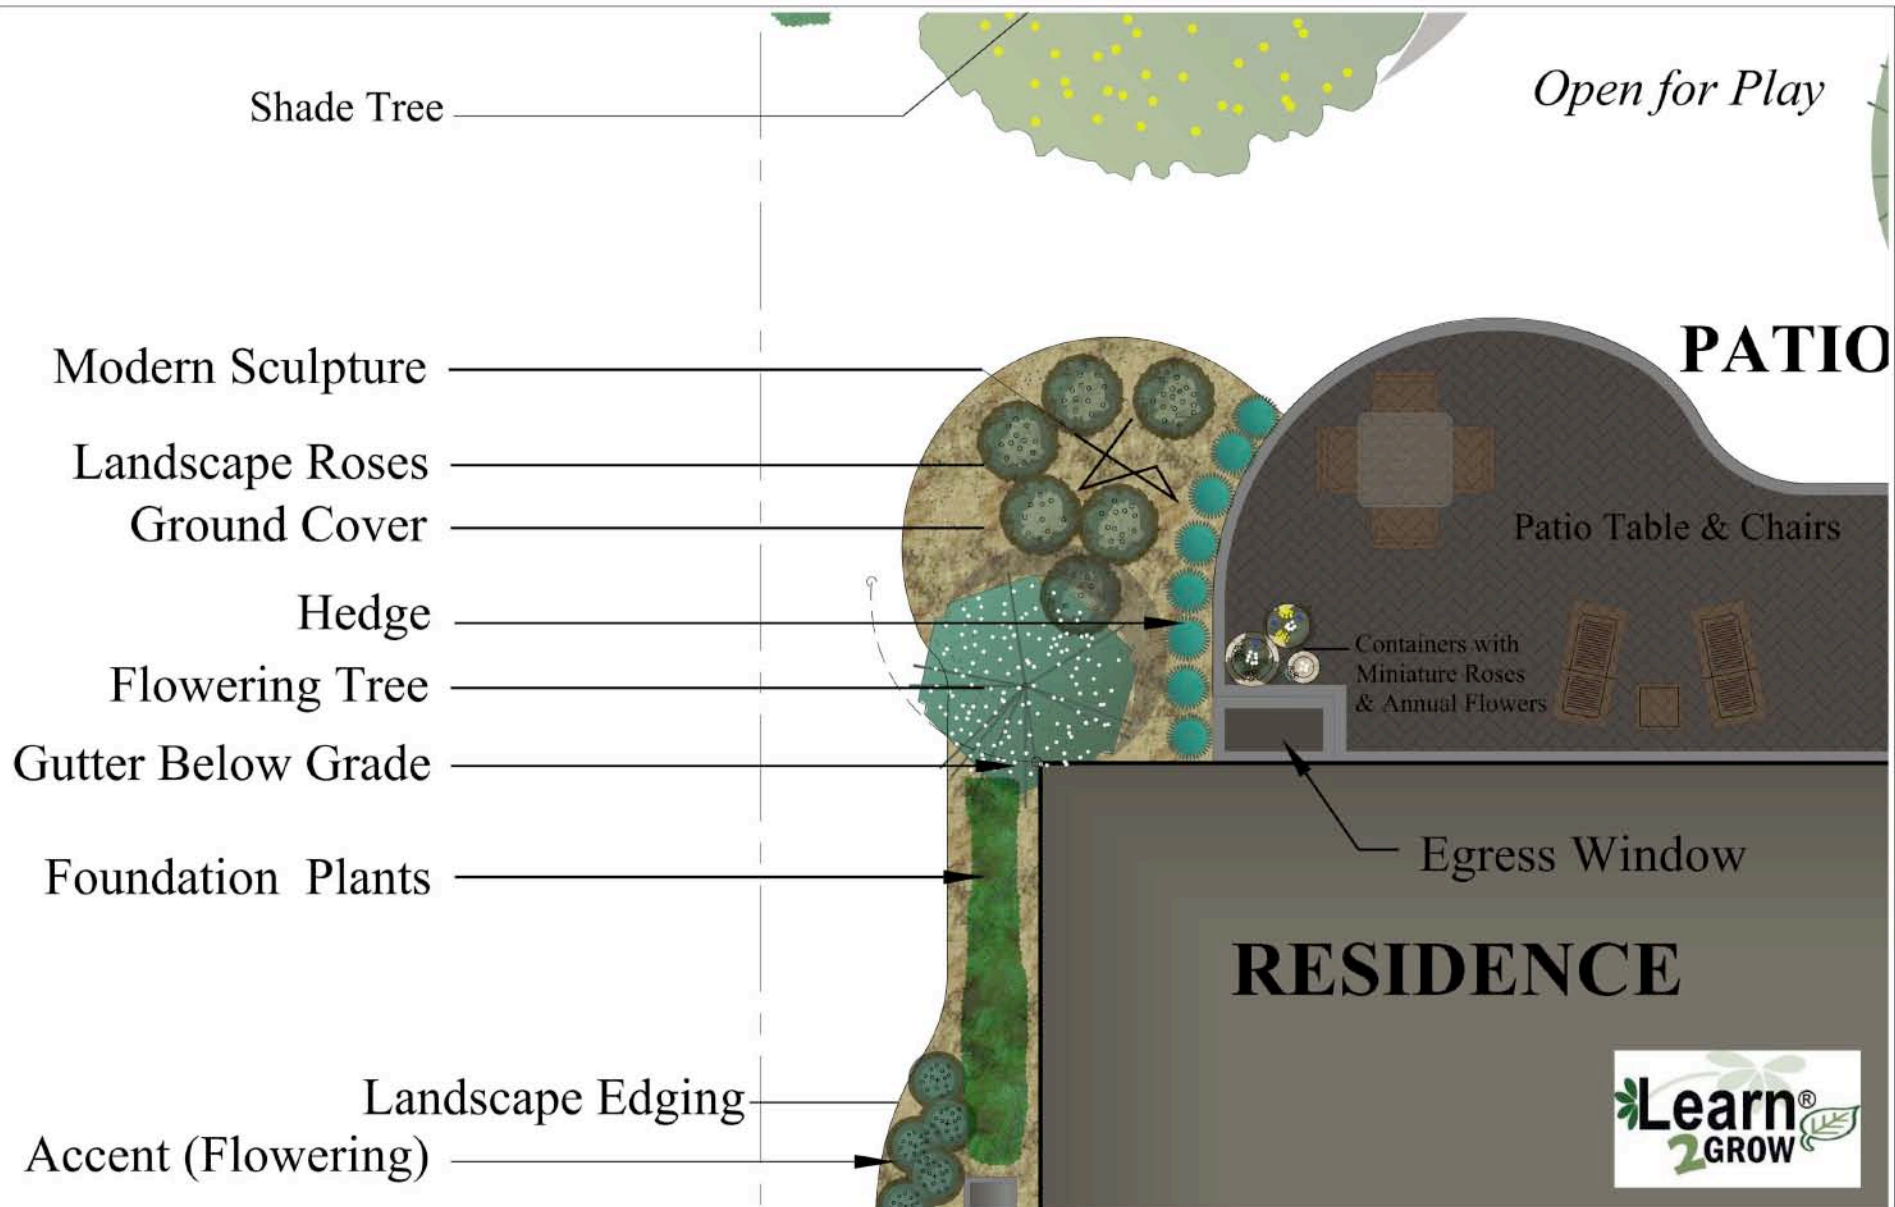 Shade Tree
Open for Play
PATIO
Modern Sculpture
Landscape Roses
Ground Cover
Patio Table & Chairs
Hedge
Containers with
Miniature Roses
& Annual Flowers
Flowering Tree
Gutter Below Grade
Egress Window
Foundation Plants
RESIDENCE
Landscape Edging
Accent (Flowering)
Learn®
2GROW